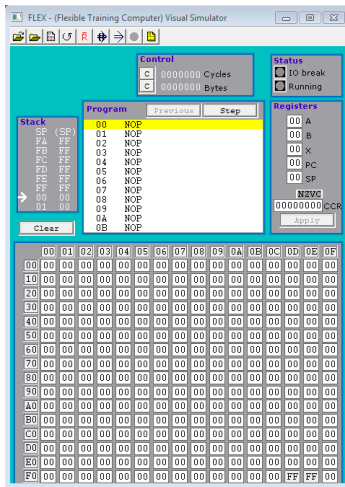 FLEX - (Flexible Training Computer) Visual Simulator
Control
C 0000000 Cycles
C 0000000 Bytes
Status
IO break
Running
Program Previous Step
00 NOP
01 NOP
02 NOP
03 NOP
04 NOP
05 NOP
06 NOP
07 NOP
08 NOP
09 NOP
0A NOP
0B NOP
Stack
SP (SP)
FA FF
FB FF
FC FF
FD FF
FE FF
FF FF
00 00
01 00
Clear
Registers
00 A
00 B
00 X
00 PC
00 SP
NZVC
00000000 CCR
Apply
00 01 02 03 04 05 06 07 08 09 0A 0B 0C 0D 0E 0F
00 00 00 00 00 00 00 00 00 00 00 00 00 00 00 00 00
10 00 00 00 00 00 00 00 00 00 00 00 00 00 00 00 00
20 00 00 00 00 00 00 00 00 00 00 00 00 00 00 00 00
30 00 00 00 00 00 00 00 00 00 00 00 00 00 00 00 00
40 00 00 00 00 00 00 00 00 00 00 00 00 00 00 00 00
50 00 00 00 00 00 00 00 00 00 00 00 00 00 00 00 00
60 00 00 00 00 00 00 00 00 00 00 00 00 00 00 00 00
70 00 00 00 00 00 00 00 00 00 00 00 00 00 00 00 00
80 00 00 00 00 00 00 00 00 00 00 00 00 00 00 00 00
90 00 00 00 00 00 00 00 00 00 00 00 00 00 00 00 00
A0 00 00 00 00 00 00 00 00 00 00 00 00 00 00 00 00
B0 00 00 00 00 00 00 00 00 00 00 00 00 00 00 00 00
C0 00 00 00 00 00 00 00 00 00 00 00 00 00 00 00 00
D0 00 00 00 00 00 00 00 00 00 00 00 00 00 00 00 00
E0 00 00 00 00 00 00 00 00 00 00 00 00 00 00 00 00
F0 00 00 00 00 00 00 00 00 00 00 00 00 00 FF FF 00